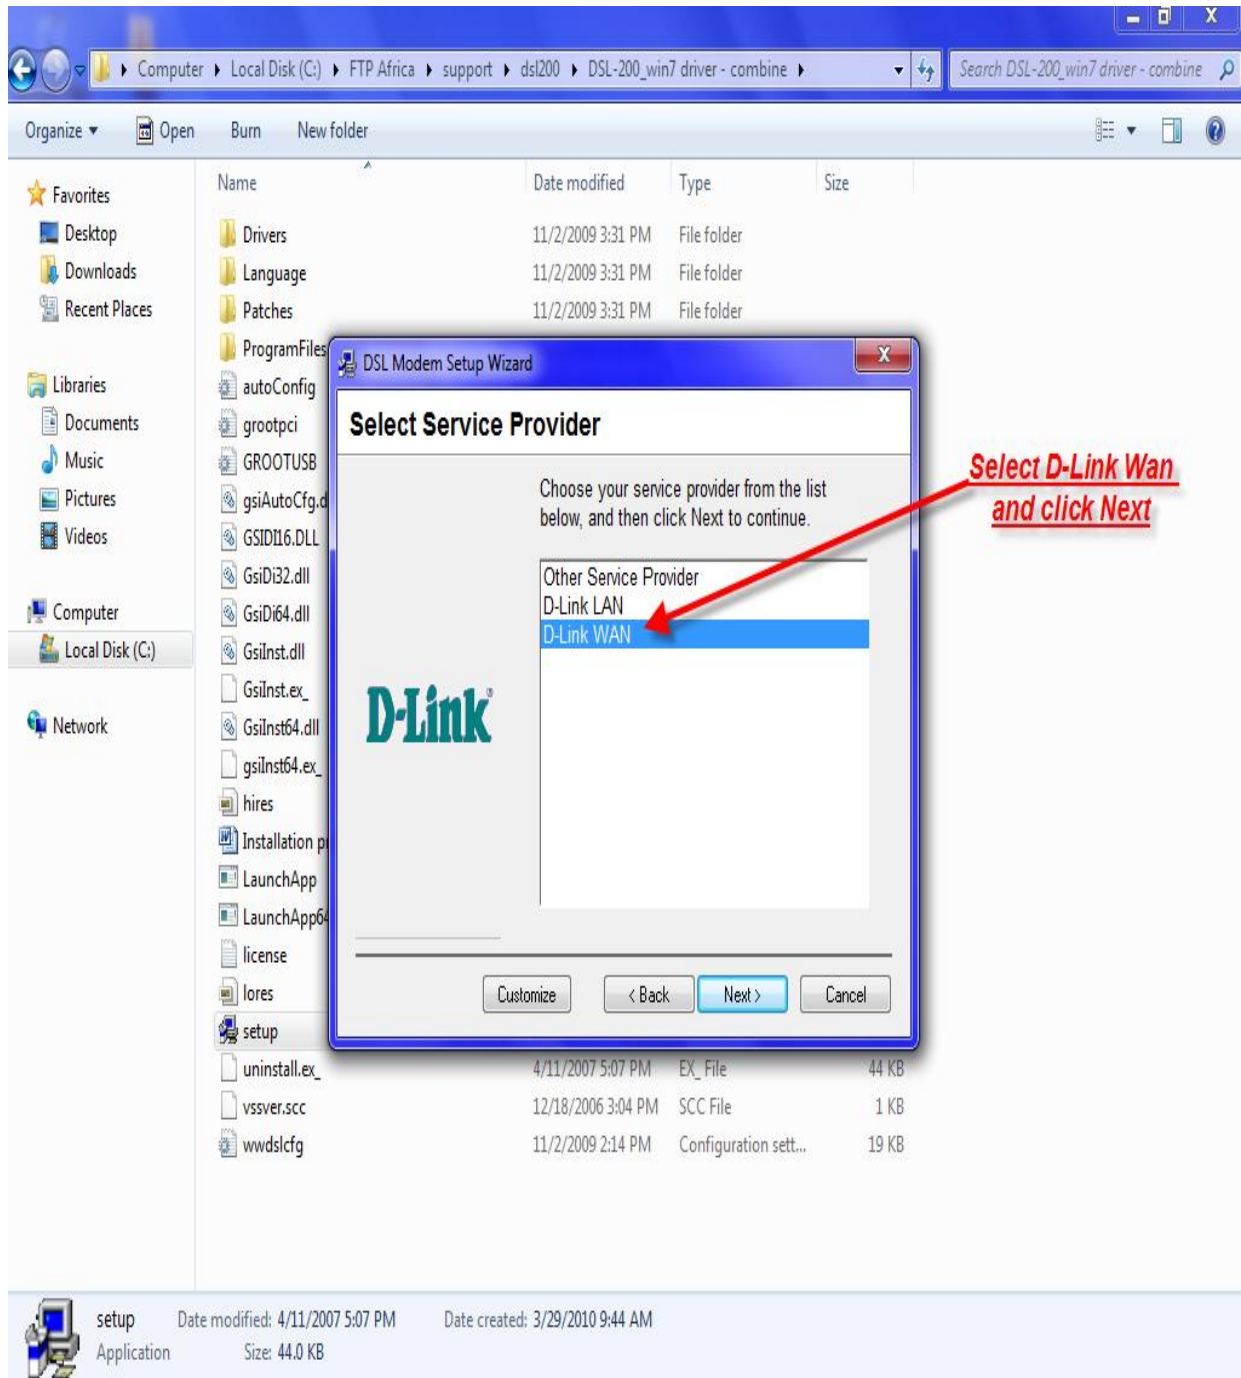 Computer ▸ Local Disk (C:) ▸ FTP Africa ▸ support ▸ dsl200 ▸ DSL-200_win7 driver - combine ▸
Search DSL-200_win7 driver - combine
Organize Open Burn New folder
Favorites
Desktop
Downloads
Recent Places
Libraries
Documents
Music
Pictures
Videos
Computer
Local Disk (C:)
Network
Name Date modified Type Size
Drivers 11/2/2009 3:31 PM File folder
Language 11/2/2009 3:31 PM File folder
Patches 11/2/2009 3:31 PM File folder
ProgramFiles
autoConfig
grootpci
GROOTUSB
gsiAutoCfg.d
GSIDI16.DLL
GsiDi32.dll
GsiDi64.dll
GsiInst.dll
GsiInst.ex_
GsiInst64.dll
gsiInst64.ex_
hires
Installation p
LaunchApp
LaunchApp64
license
lores
setup
uninstall.ex_ 4/11/2007 5:07 PM EX_ File 44 KB
vssver.scc 12/18/2006 3:04 PM SCC File 1 KB
wwdslcfg 11/2/2009 2:14 PM Configuration sett... 19 KB
DSL Modem Setup Wizard
Select Service Provider
Choose your service provider from the list
below, and then click Next to continue.
Other Service Provider
D-Link LAN
D-Link WAN
D-Link®
Customize < Back Next > Cancel
Select D-Link Wan
and click Next
setup Date modified: 4/11/2007 5:07 PM Date created: 3/29/2010 9:44 AM
Application Size: 44.0 KB